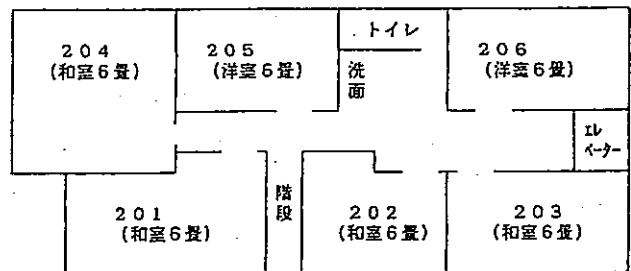 204
(和室6畳)
205
(洋室6畳)
トイレ
洗面
206
(洋室6畳)
エレ
ベーター
201
(和室6畳)
階段
202
(和室6畳)
203
(和室6畳)